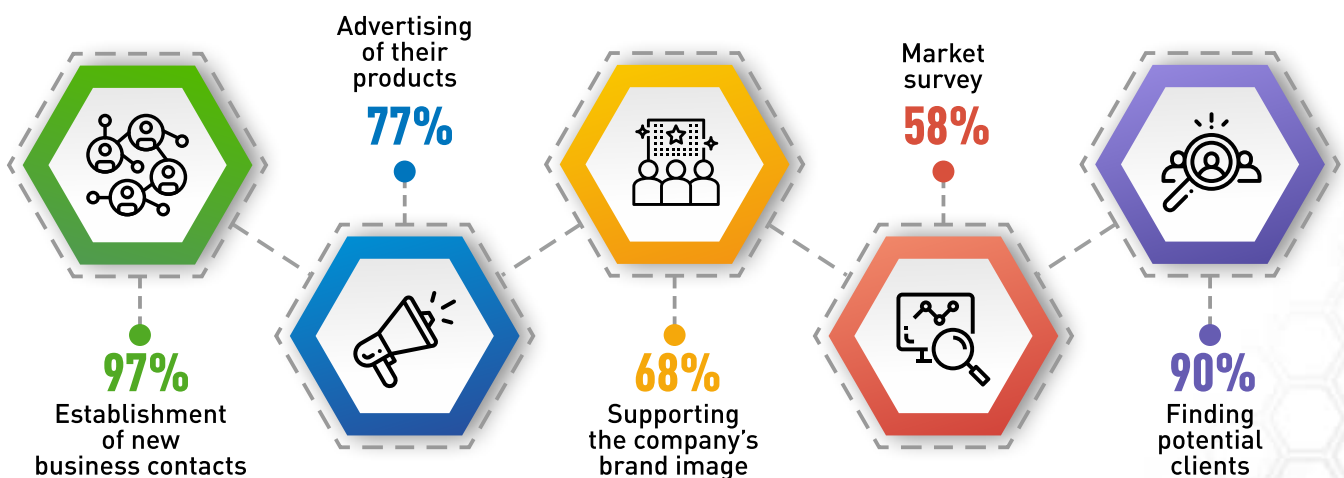 97%
Establishment
of new
business contacts
Advertising
of their
products
77%
68%
Supporting
the company's
brand image
Market
survey
58%
90%
Finding
potential
clients